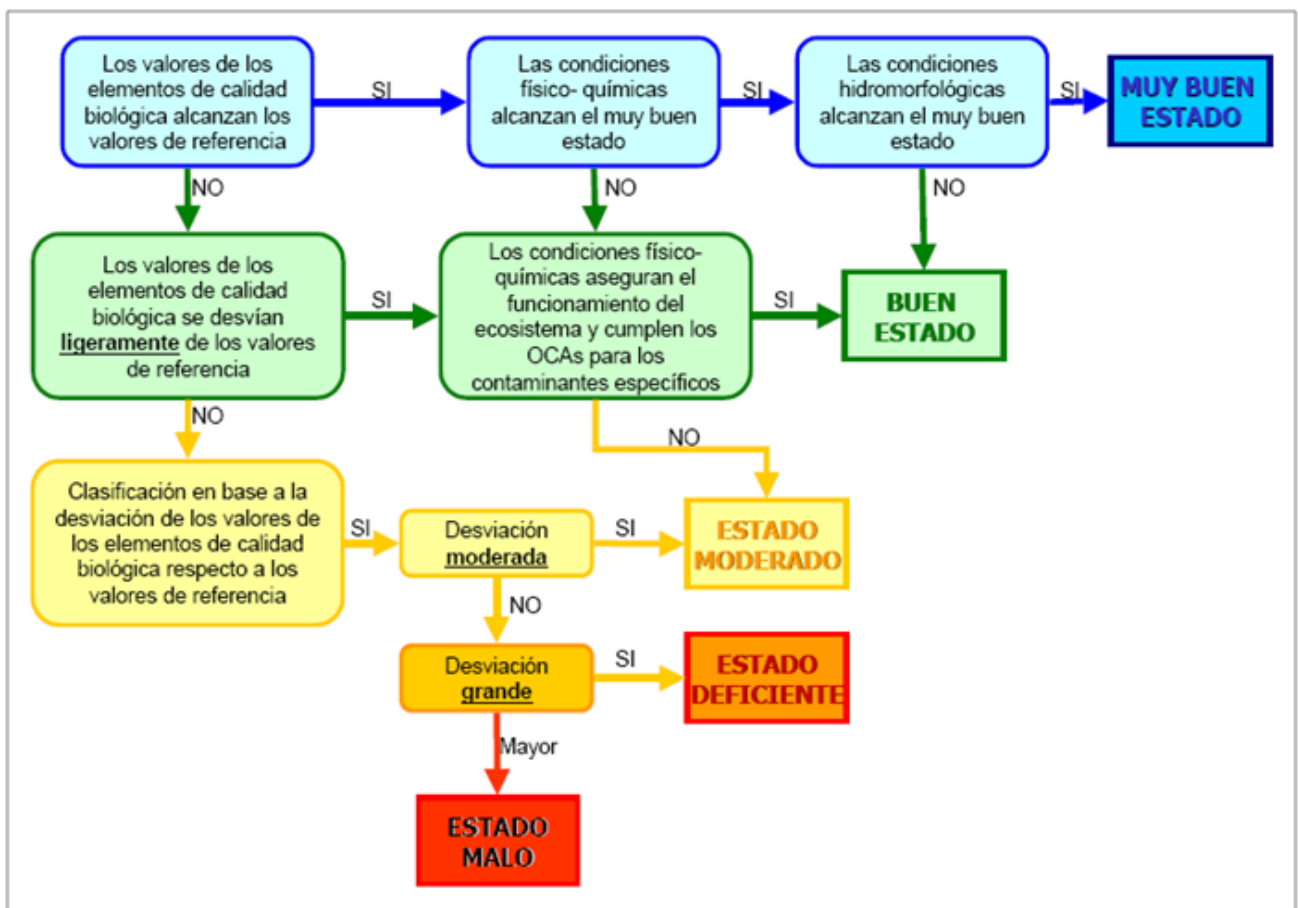 Los valores de los
elementos de calidad
biológica alcanzan los
valores de referencia
SI
Las condiciones
físico- químicas
alcanzan el muy buen
estado
SI
Las condiciones
hidromorfológicas
alcanzan el muy buen
estado
SI
MUY BUEN
ESTADO
NO
NO
NO
Los valores de los
elementos de calidad
biológica se desvían
ligeramente de los valores
de referencia
SI
Los condiciones físico-
químicas aseguran el
funcionamiento del
ecosistema y cumplen los
OCAs para los
contaminantes específicos
SI
BUEN
ESTADO
NO
NO
Clasificación en base a la
desviación de los valores de
los elementos de calidad
biológica respecto a los
valores de referencia
SI
Desviación
moderada
SI
ESTADO
MODERADO
NO
Desviación
grande
SI
ESTADO
DEFICIENTE
Mayor
ESTADO
MALO